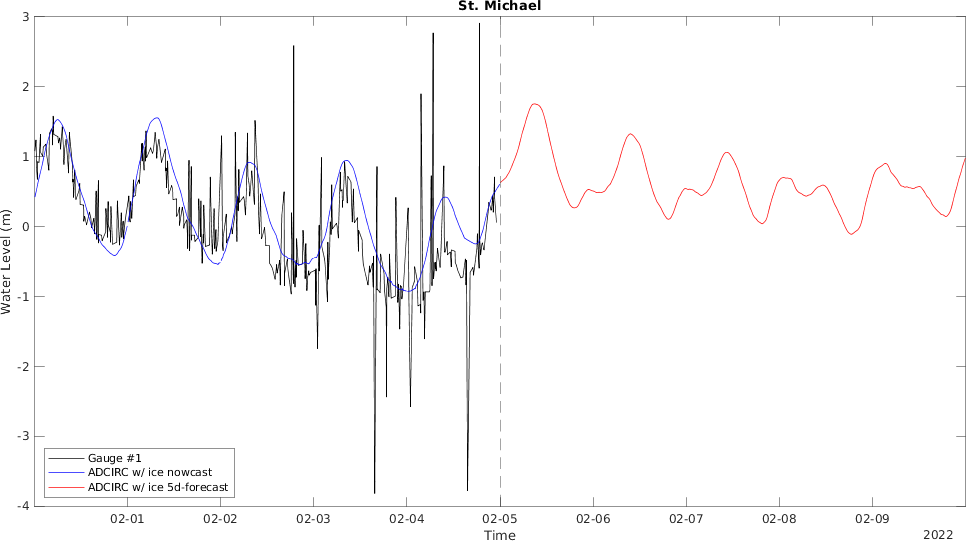 St. Michael
3
2
1
0
-1
-2
-3
-4
Water Level (m)
Gauge #1
ADCIRC w/ ice nowcast
ADCIRC w/ ice 5d-forecast
02-01 02-02 02-03 02-04 02-05 02-06 02-07 02-08 02-09
Time
2022